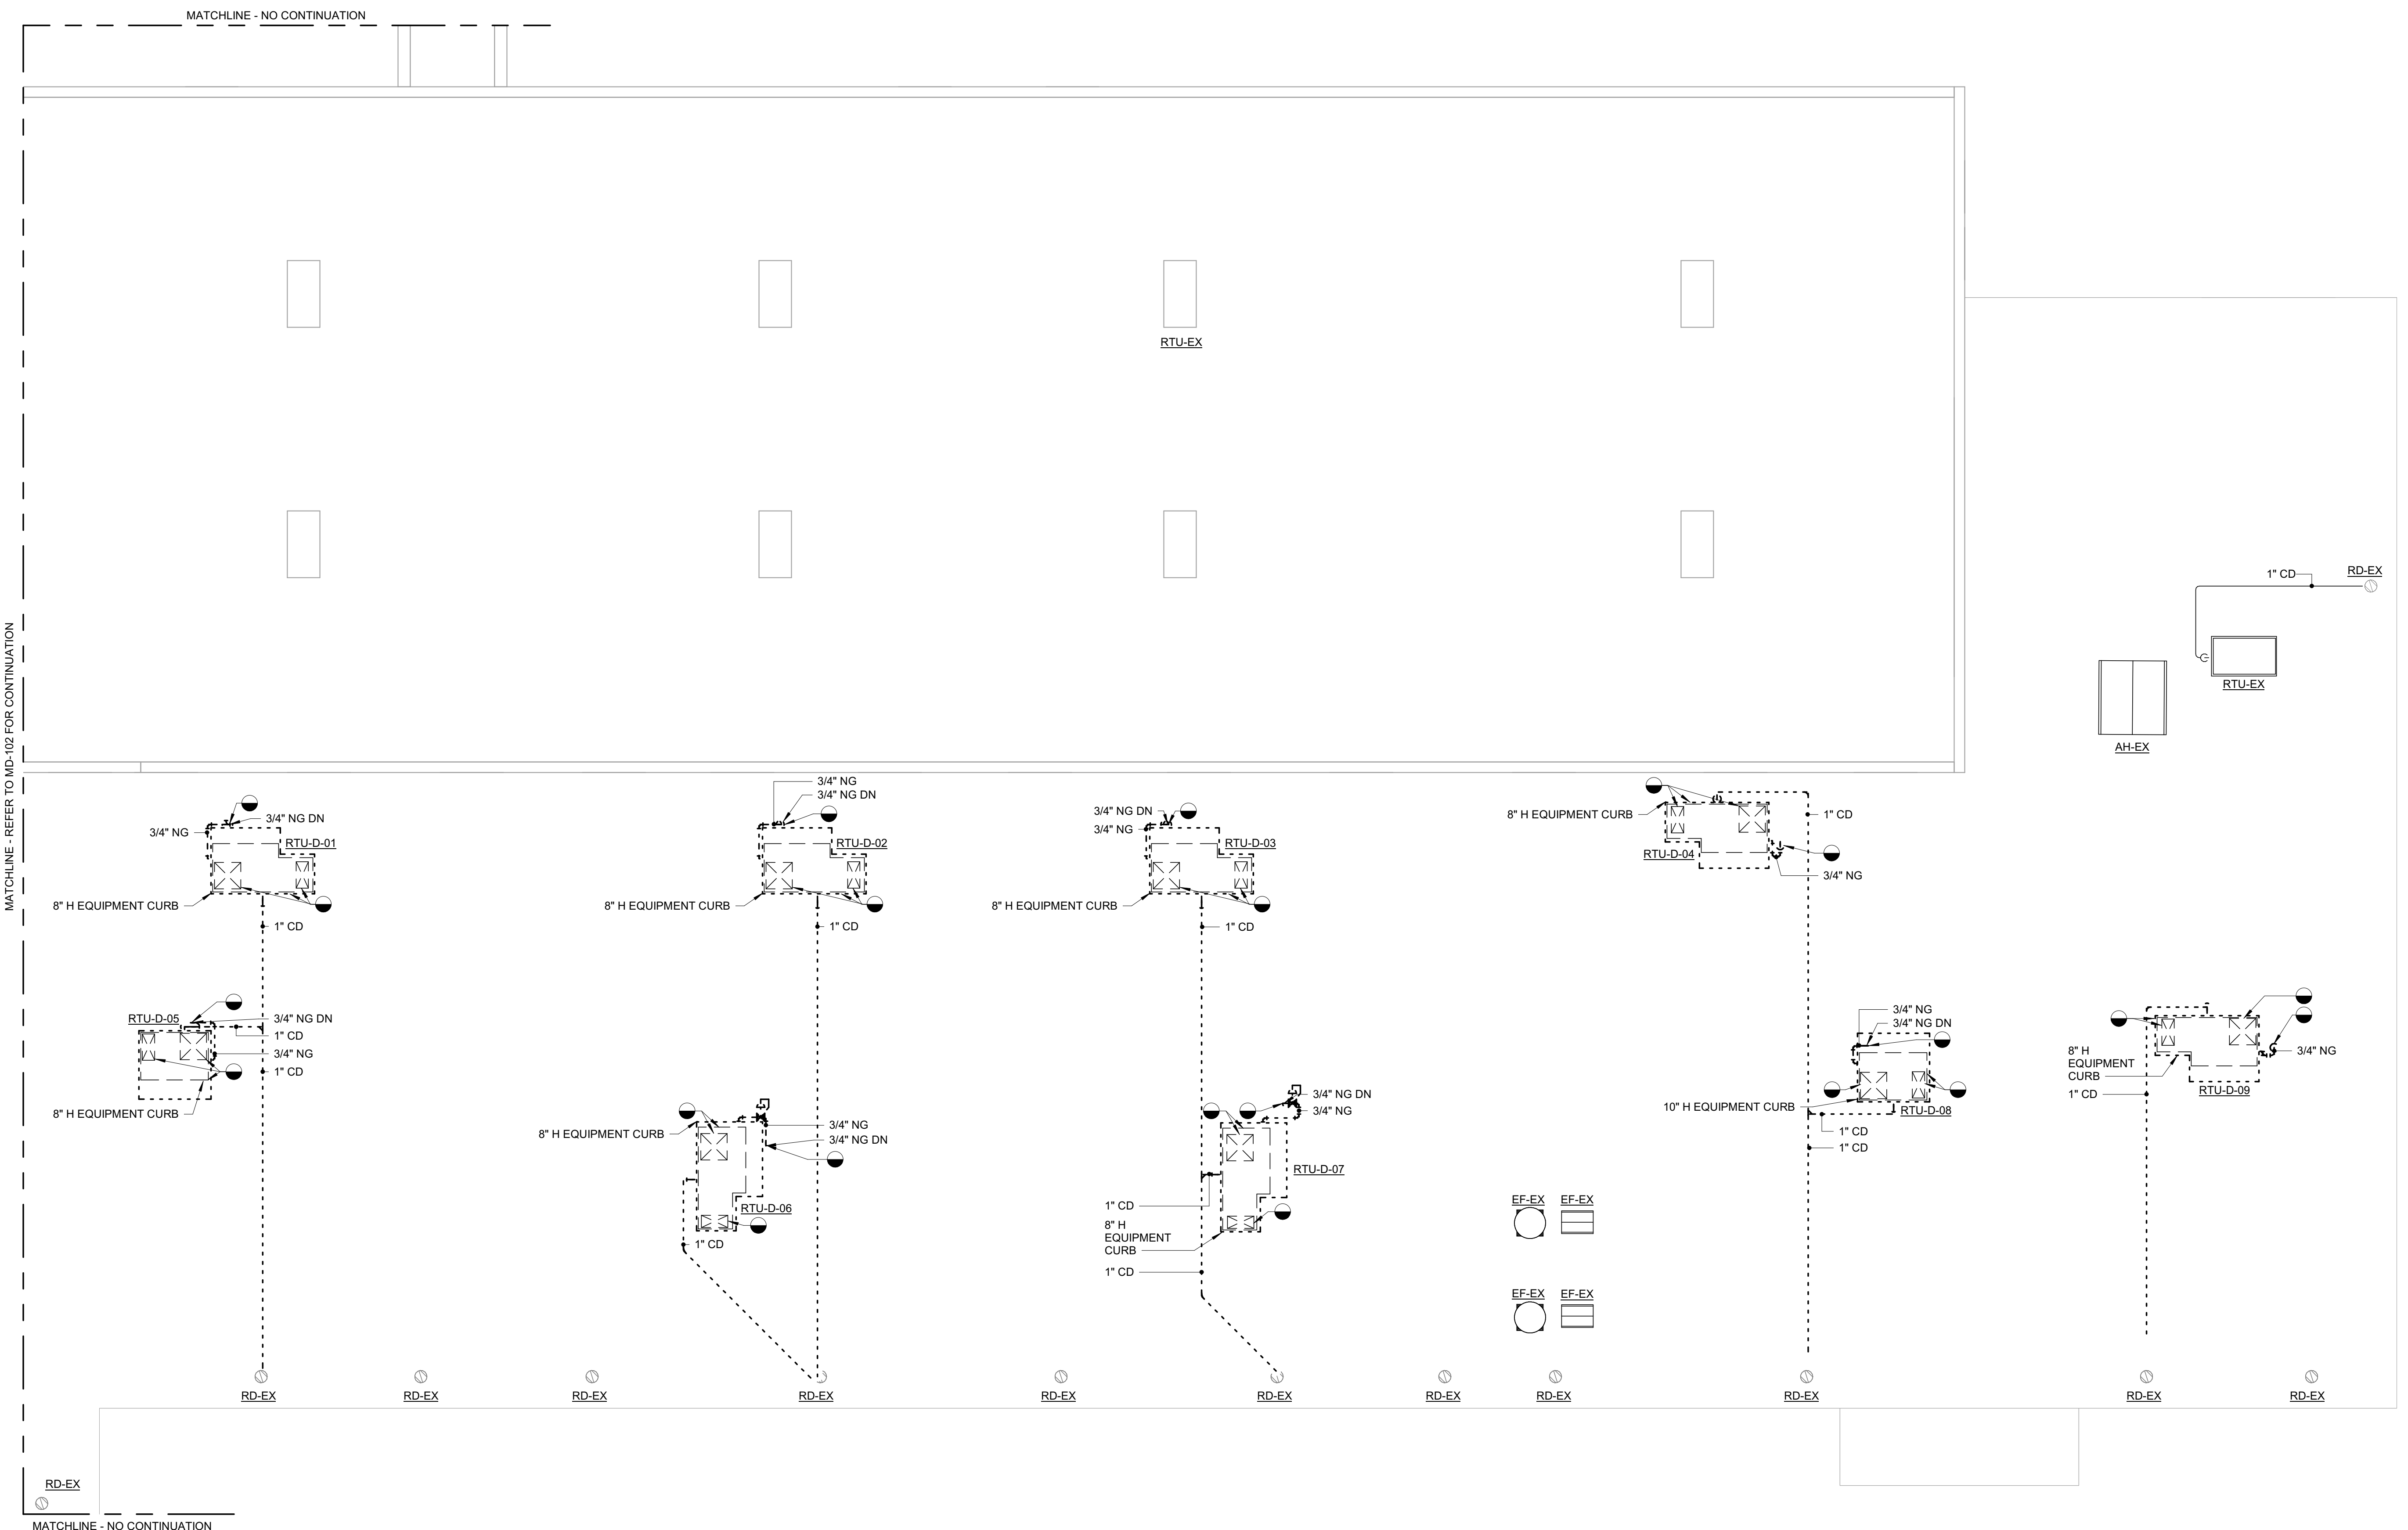 MATCHLINE - NO CONTINUATION
RTU-EX
1" CD
RD-EX
RTU-EX
AH-EX
MATCHLINE - REFER TO MD-102 FOR CONTINUATION
3/4" NG DN
3/4" NG
RTU-D-01
8" H EQUIPMENT CURB
1" CD
3/4" NG
3/4" NG DN
RTU-D-02
8" H EQUIPMENT CURB
1" CD
3/4" NG DN
3/4" NG
RTU-D-03
8" H EQUIPMENT CURB
1" CD
8" H EQUIPMENT CURB
1" CD
RTU-D-04
3/4" NG
RTU-D-05
3/4" NG DN
1" CD
3/4" NG
1" CD
8" H EQUIPMENT CURB
8" H EQUIPMENT CURB
3/4" NG
3/4" NG DN
RTU-D-06
1" CD
3/4" NG DN
3/4" NG
RTU-D-07
1" CD
8" H
EQUIPMENT
CURB
1" CD
EF-EX
EF-EX
EF-EX
EF-EX
3/4" NG
3/4" NG DN
10" H EQUIPMENT CURB
RTU-D-08
1" CD
1" CD
8" H
EQUIPMENT
CURB
3/4" NG
RTU-D-09
1" CD
RD-EX
RD-EX
RD-EX
RD-EX
RD-EX
RD-EX
RD-EX
RD-EX
RD-EX
RD-EX
RD-EX
RD-EX
MATCHLINE - NO CONTINUATION